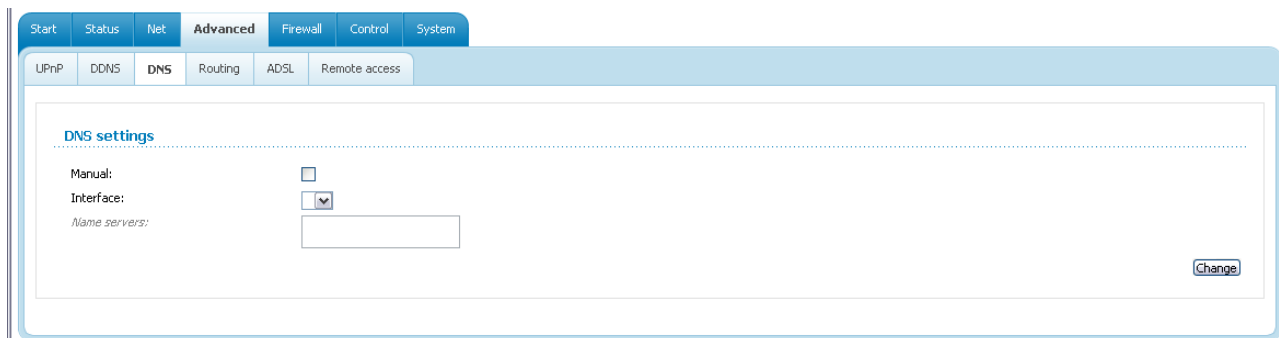 Start Status Net Advanced Firewall Control System
UPnP DDNS DNS Routing ADSL Remote access
DNS settings
Manual:
Interface:
Name servers:
Change